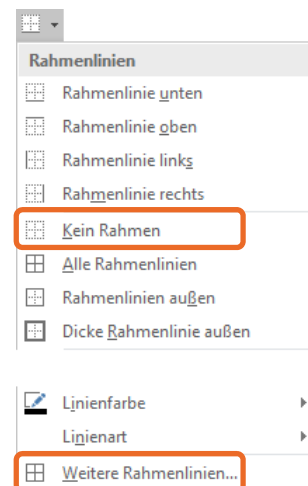 Rahmenlinien
Rahmenlinie unten
Rahmenlinie oben
Rahmenlinie links
Rahmenlinie rechts
Kein Rahmen
Alle Rahmenlinien
Rahmenlinien außen
Dicke Rahmenlinie außen
Linienfarbe
Linienart
Weitere Rahmenlinien...